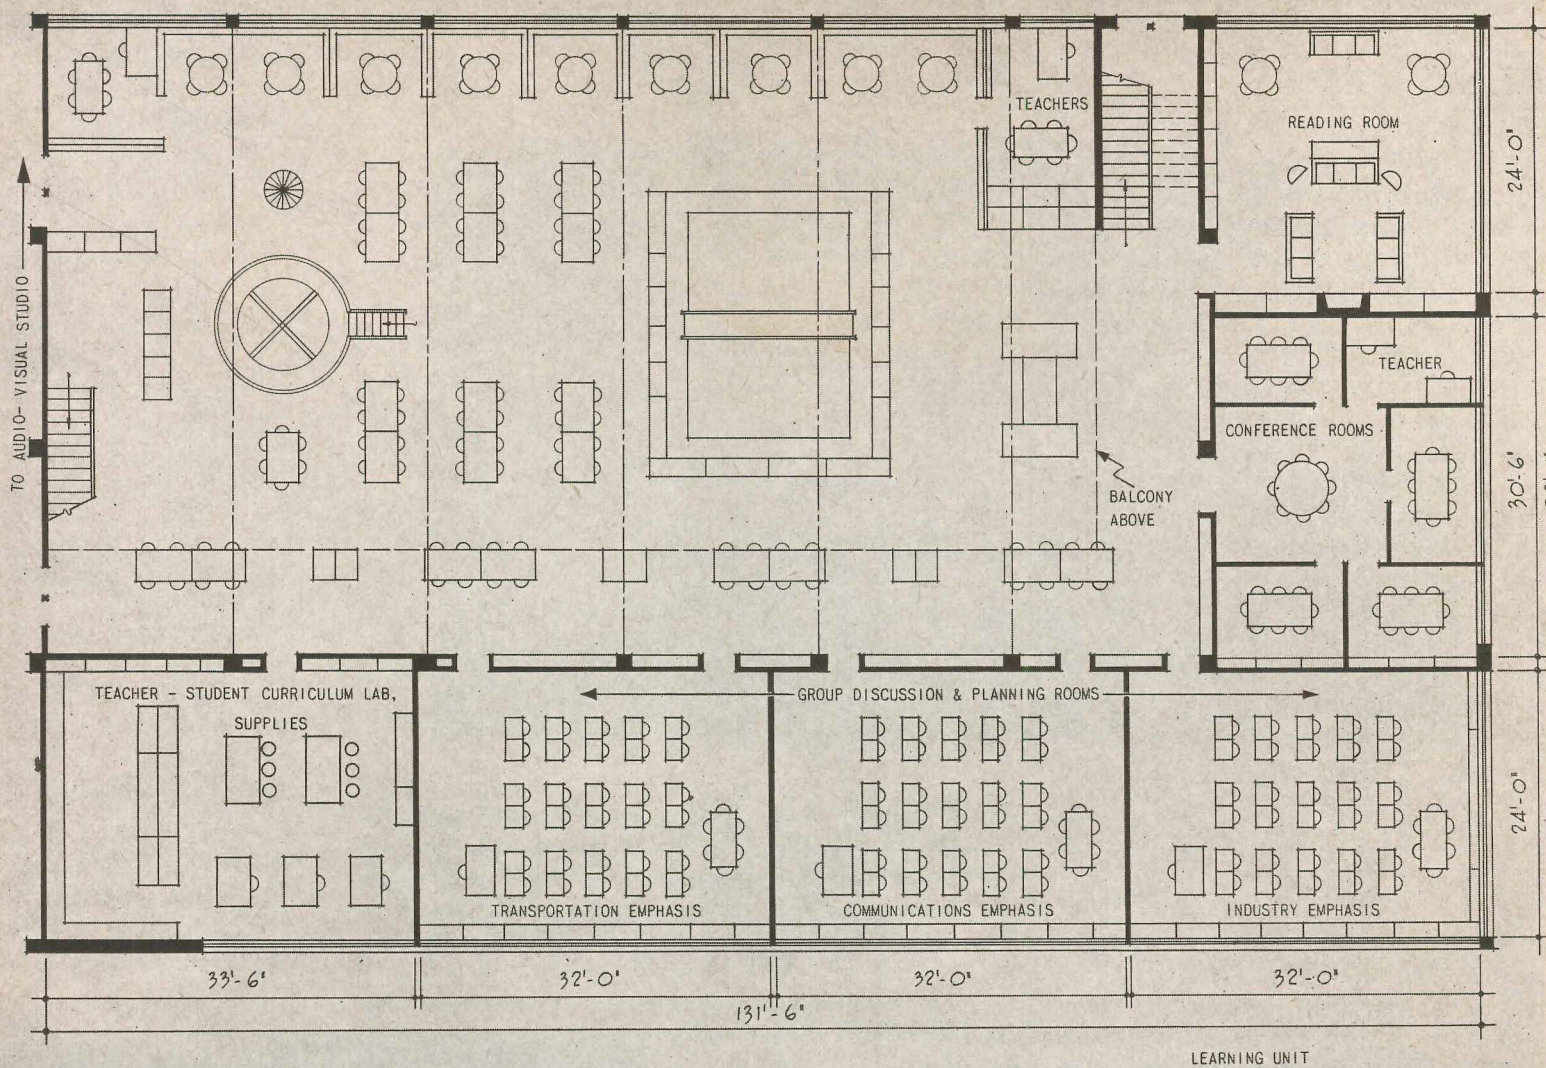 TEACHERS
READING ROOM
24'-0"
TO AUDIO-VISUAL STUDIO
TEACHER
CONFERENCE ROOMS
30'-6"
BALCONY
ABOVE
TEACHER - STUDENT CURRICULUM LAB,
SUPPLIES
GROUP DISCUSSION & PLANNING ROOMS
24'-0"
TRANSPORTATION EMPHASIS
COMMUNICATIONS EMPHASIS
INDUSTRY EMPHASIS
33'-6"
32'-0"
32'-0"
32'-0"
131'-6"
LEARNING UNIT